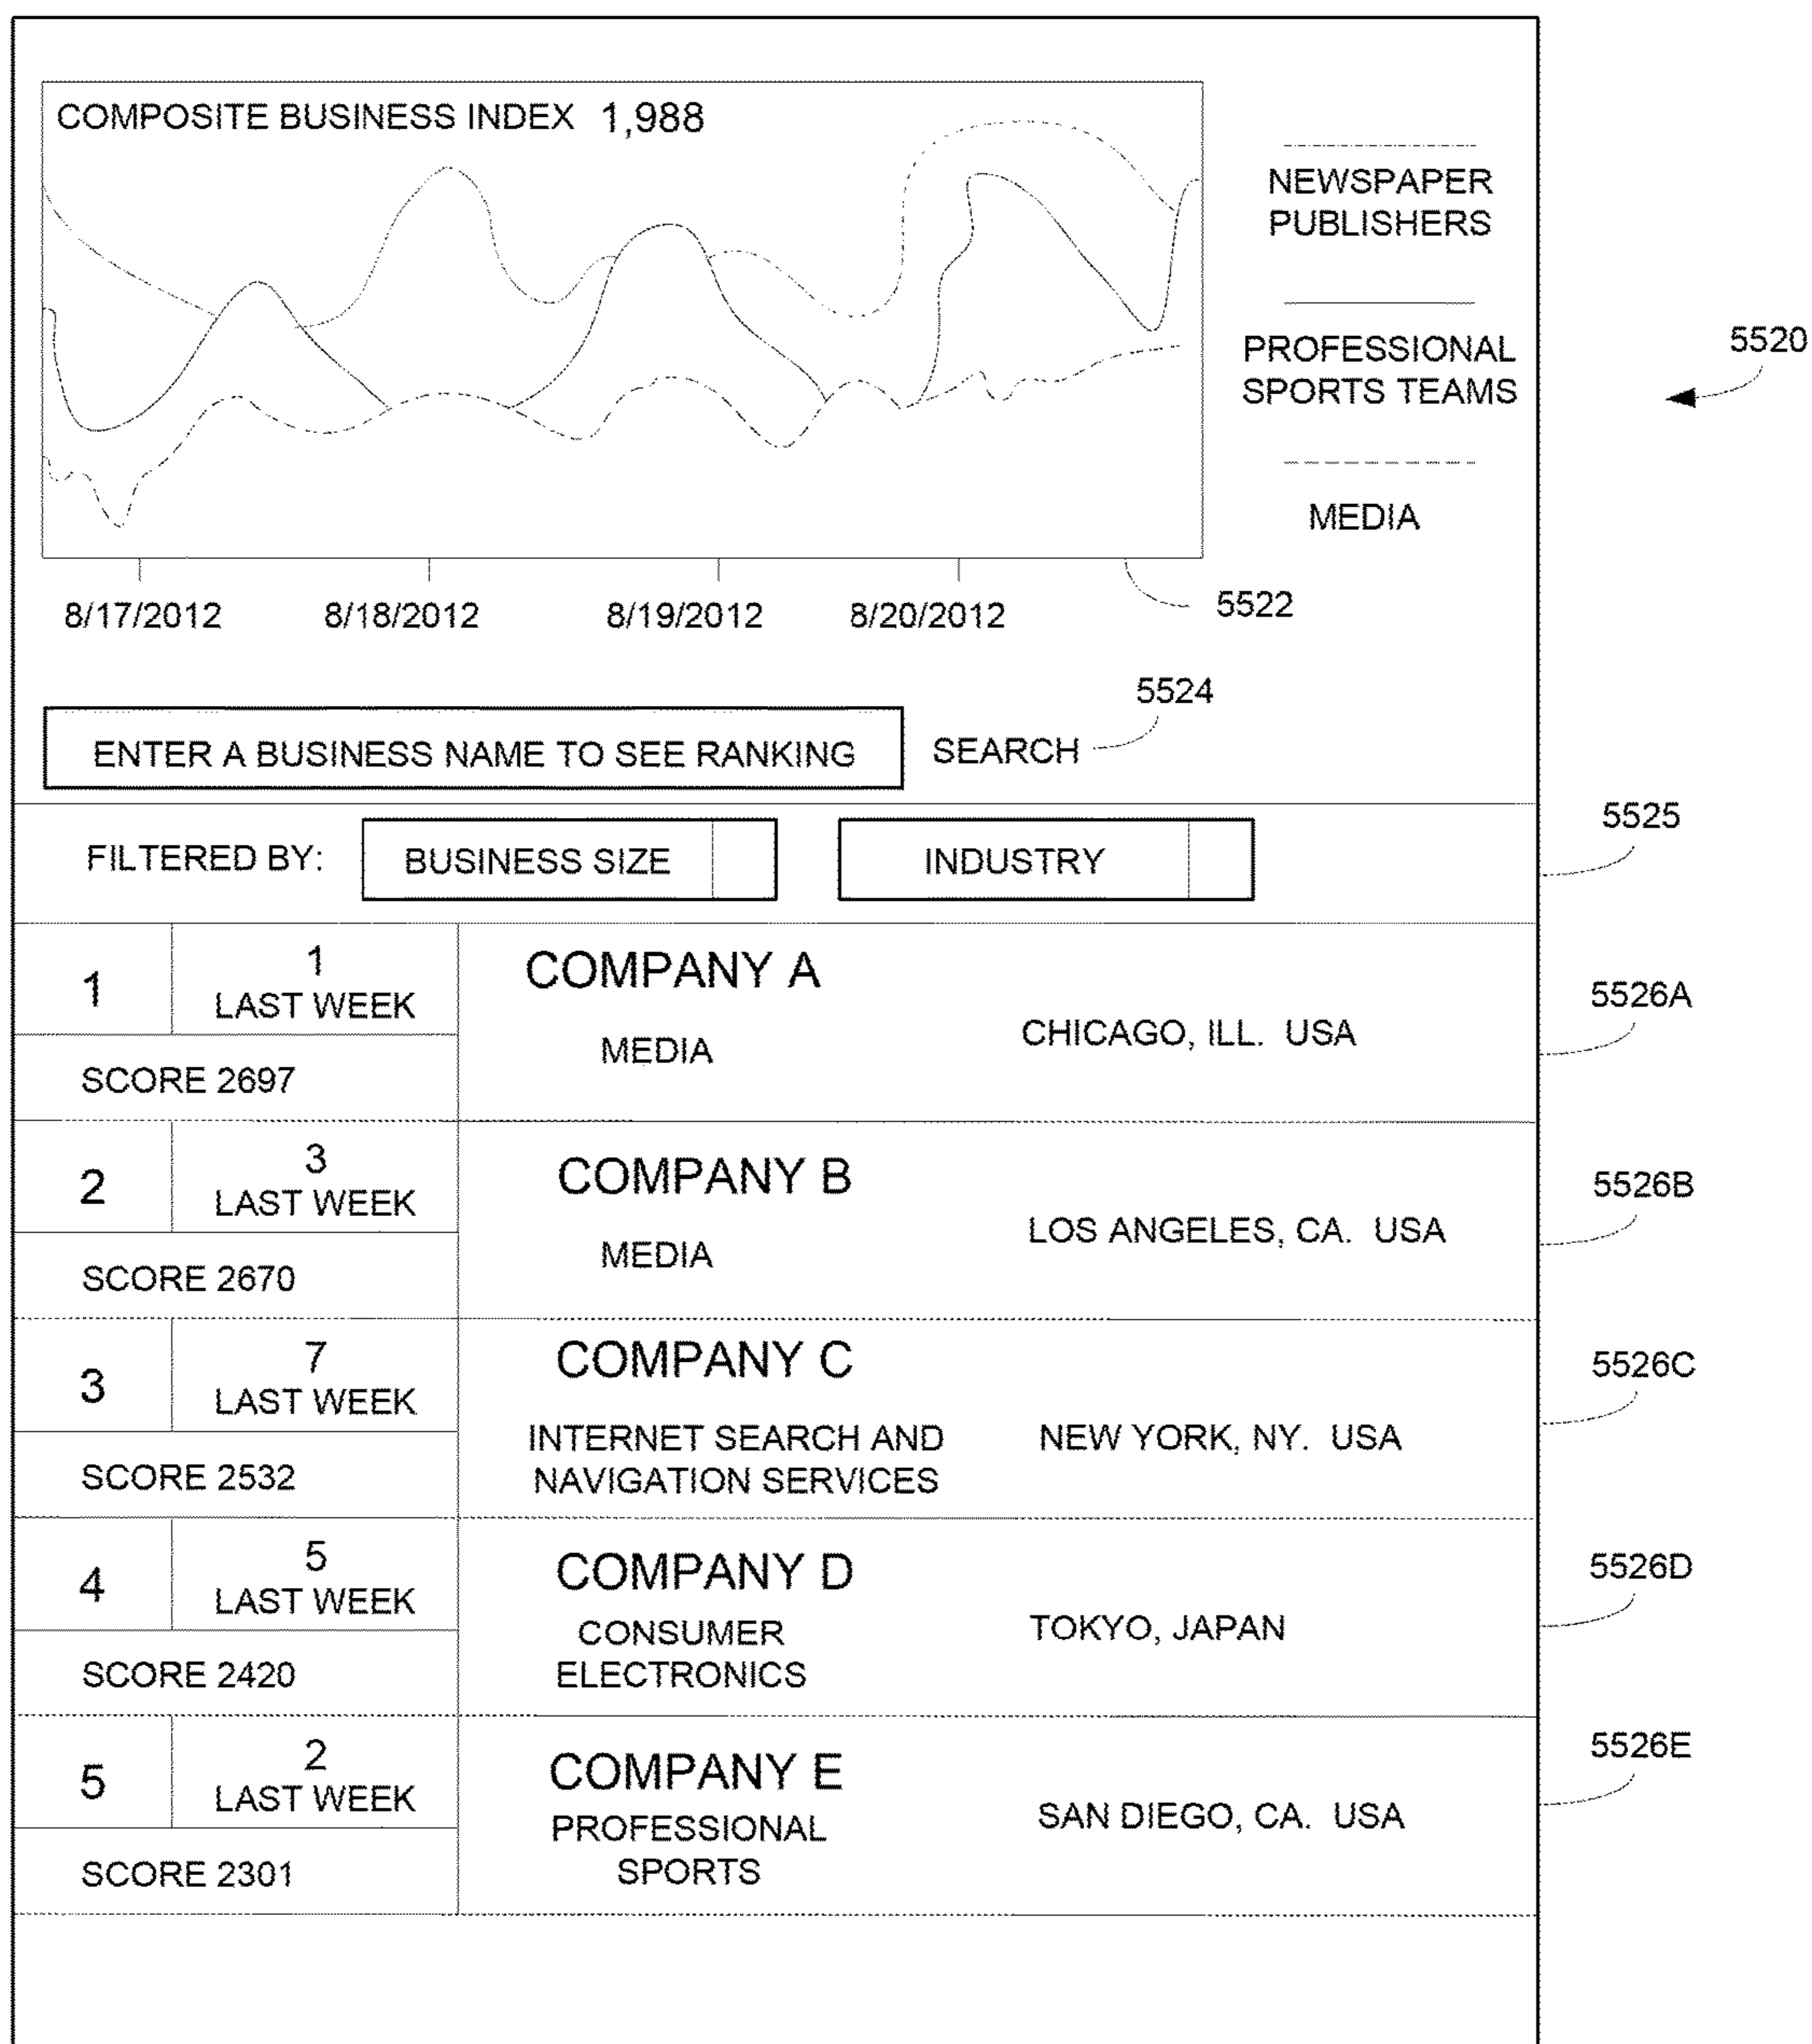 COMPOSITE BUSINESS INDEX 1,988
NEWSPAPER
PUBLISHERS
PROFESSIONAL
SPORTS TEAMS
MEDIA
5520
8/17/2012 8/18/2012 8/19/2012 8/20/2012
5522
5524
ENTER A BUSINESS NAME TO SEE RANKING SEARCH
5525
FILTERED BY: BUSINESS SIZE INDUSTRY
1
1
LAST WEEK
SCORE 2697
COMPANY A
MEDIA
CHICAGO, ILL. USA
5526A
2
3
LAST WEEK
SCORE 2670
COMPANY B
MEDIA
LOS ANGELES, CA. USA
5526B
3
7
LAST WEEK
SCORE 2532
COMPANY C
INTERNET SEARCH AND
NAVIGATION SERVICES
NEW YORK, NY. USA
5526C
4
5
LAST WEEK
SCORE 2420
COMPANY D
CONSUMER
ELECTRONICS
TOKYO, JAPAN
5526D
5
2
LAST WEEK
SCORE 2301
COMPANY E
PROFESSIONAL
SPORTS
SAN DIEGO, CA. USA
5526E